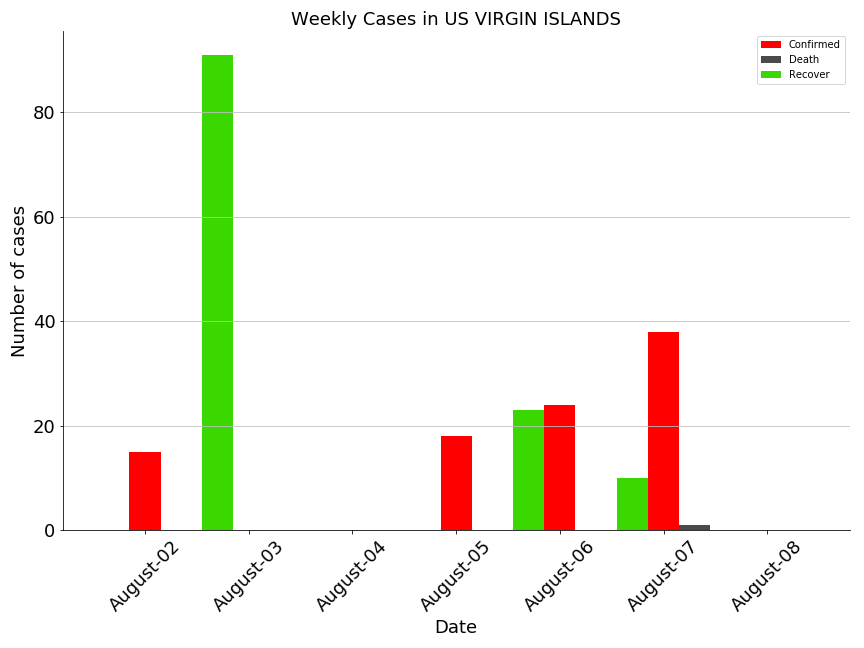 Weekly Cases in US VIRGIN ISLANDS
Confirmed
Death
Recover
Number of cases
80
60
40
20
0
August-02
August-03
August-04
August-05
August-06
August-07
August-08
Date